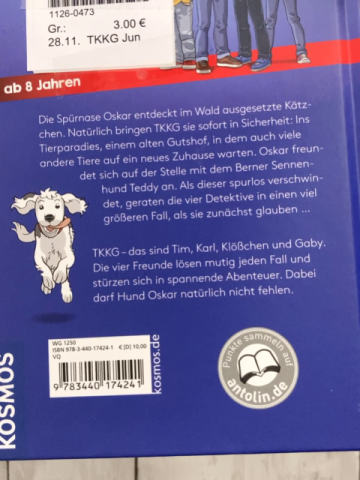 1126-0473
Gr.: 3.00 €
28.11. TKKG Jun
ab 8 Jahren
Die Spürnase Oskar entdeckt im Wald ausgesetzte Kätz-
chen. Natürlich bringen TKKG sie sofort in Sicherheit: Ins
Tierparadies, einem alten Gutshof, in dem auch viele
andere Tiere auf ein neues Zuhause warten. Oskar freun-
det sich auf der Stelle mit dem Berner Sennen-
hund Teddy an. Als dieser spurlos verschwin-
det, geraten die vier Detektive in einen viel
größeren Fall, als sie zunächst glauben ...
TKKG – das sind Tim, Karl, Klößchen und Gaby.
Die vier Freunde lösen mutig jeden Fall und
stürzen sich in spannende Abenteuer. Dabei
darf Hund Oskar natürlich nicht fehlen.
KOSMOS
WG 1250
ISBN 978-3-440-17424-1 € [D] 10,00
VQ
9 783440 174241
kosmos.de
Punkte sammeln auf
antolin.de